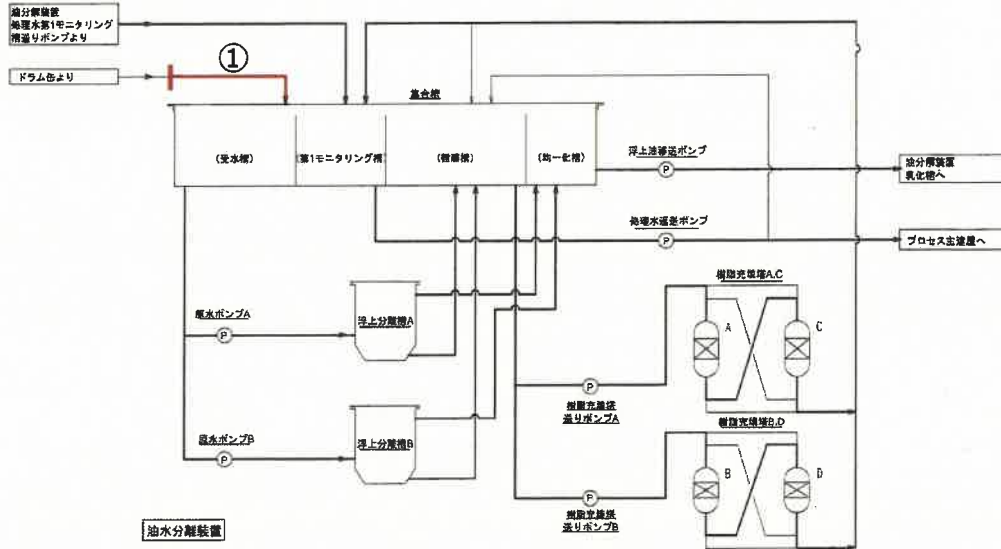 油分解装置
処理水第1モニタリング
槽送りポンプより
ドラム缶より
①
集合槽
(受水槽)
(第1モニタリング槽)
(均一化槽)
浮上油移送ポンプ
P
油分解装置
乳化槽へ
処理水返送ポンプ
P
プロセス主建屋へ
原水ポンプA
P
浮上分離槽A
樹脂充填塔A,C
A
C
P
樹脂充填塔
送りポンプA
原水ポンプB
P
浮上分離槽B
樹脂充填塔B,D
B
D
P
樹脂充填塔
送りポンプB
油水分離装置